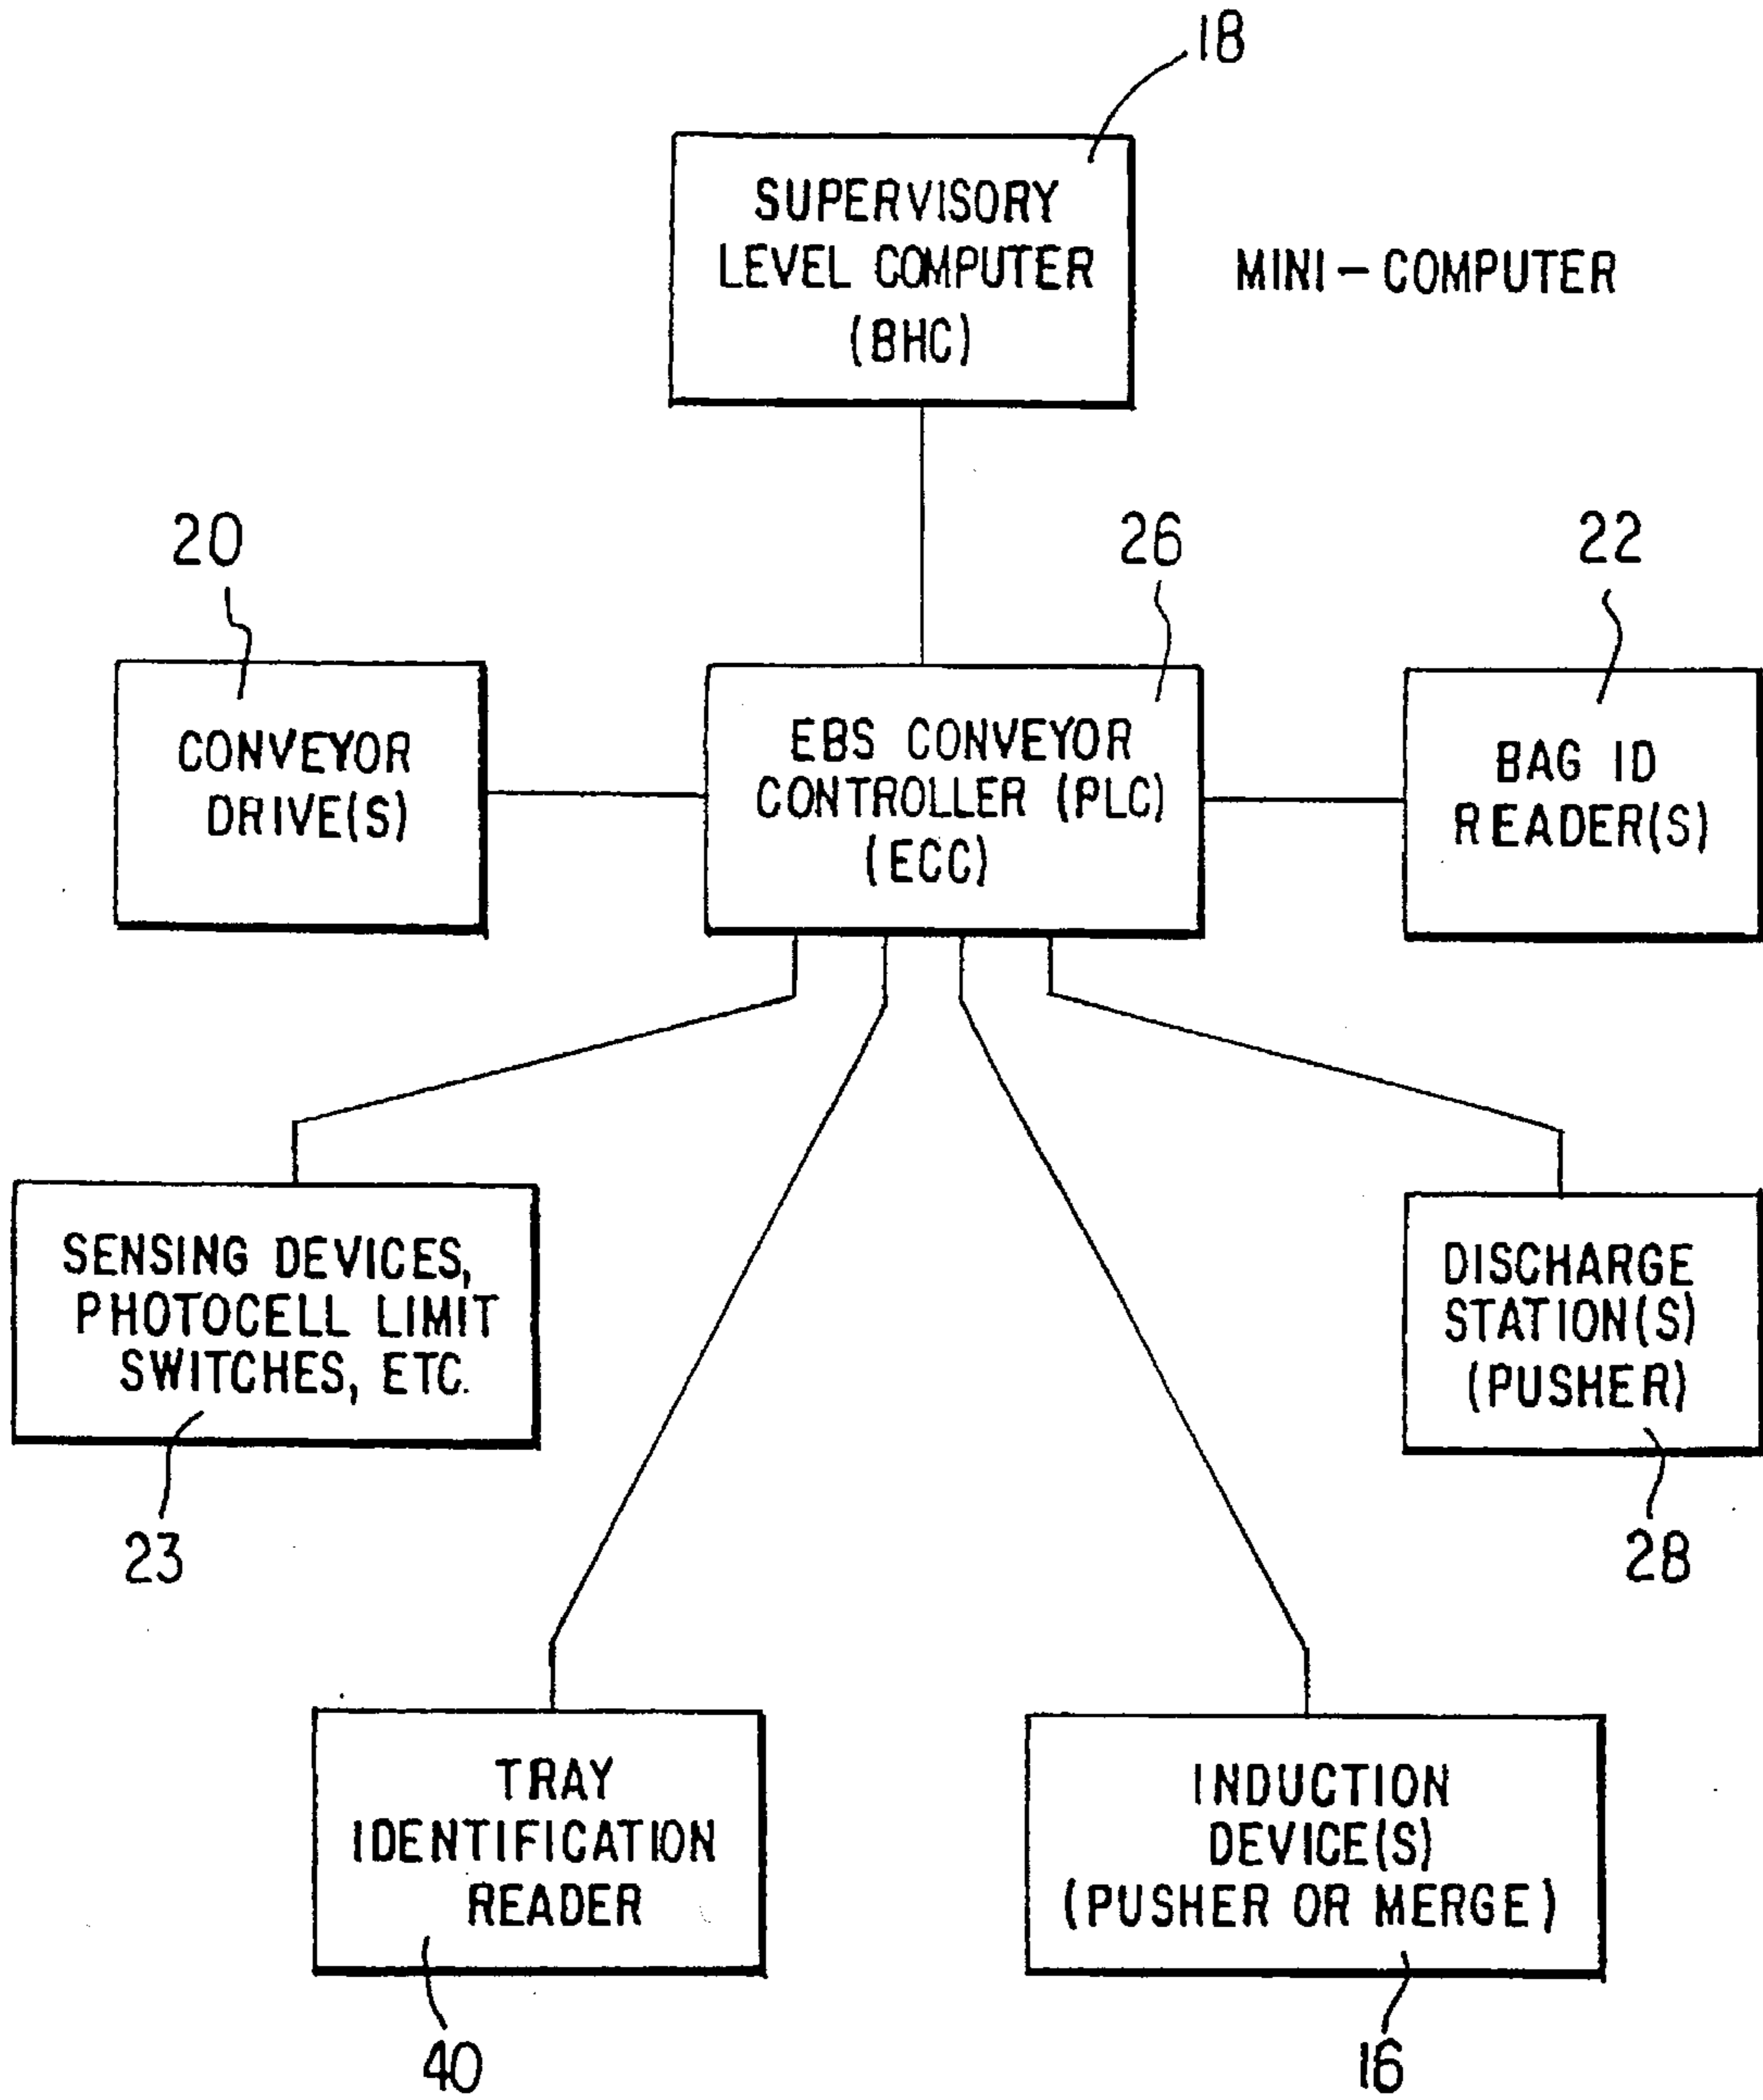 18
SUPERVISORY
LEVEL COMPUTER
(BHC)
MINI-COMPUTER
20
26
22
CONVEYOR
DRIVE(S)
EBS CONVEYOR
CONTROLLER (PLC)
(ECC)
BAG ID
READER(S)
SENSING DEVICES,
PHOTOCELL LIMIT
SWITCHES, ETC.
23
DISCHARGE
STATION(S)
(PUSHER)
28
TRAY
IDENTIFICATION
READER
40
INDUCTION
DEVICE(S)
(PUSHER OR MERGE)
16